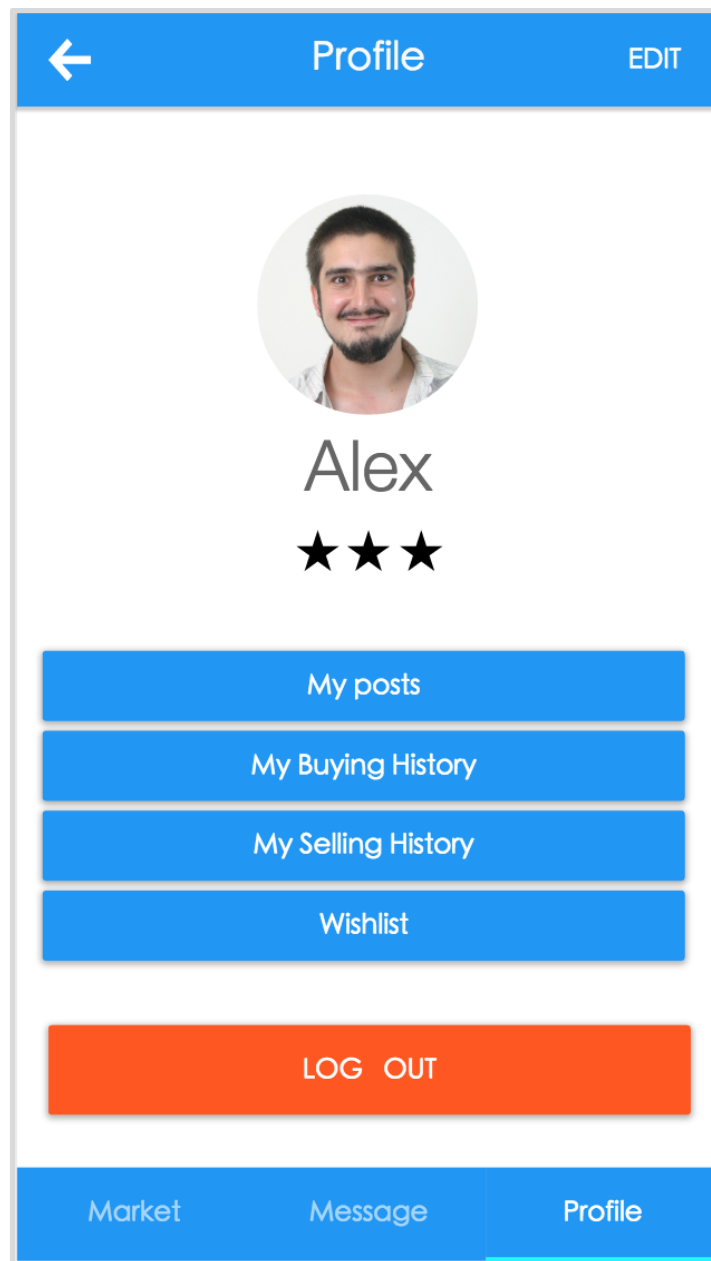 Profile EDIT
Alex
★★★
My posts
My Buying History
My Selling History
Wishlist
LOG OUT
Market Message Profile